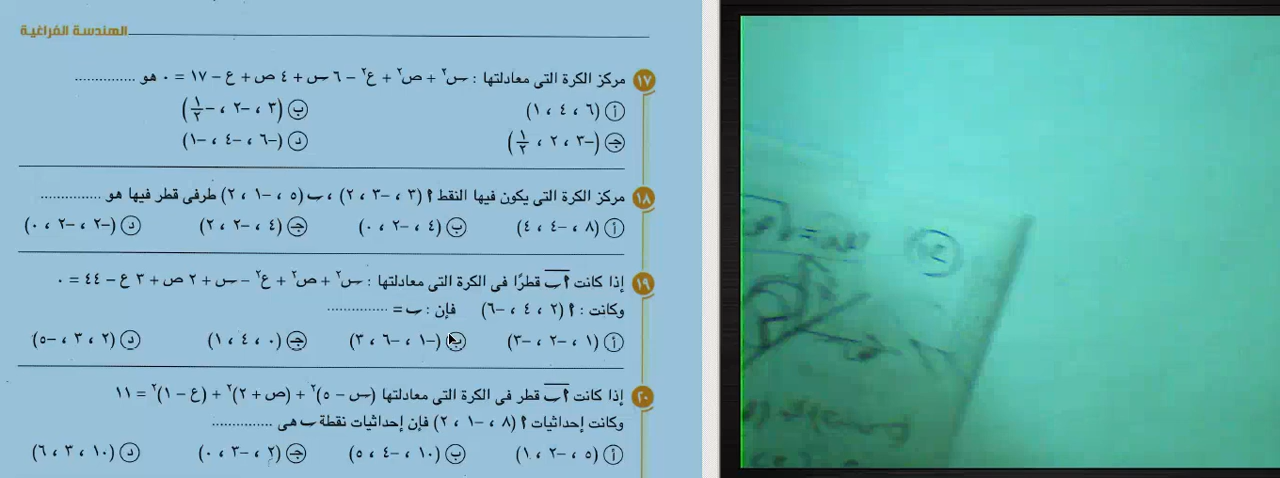 الهندسة الفراغية
١٧ مركز الكرة التى معادلتها : س٢ + ص٢ + ع٢ − ٦ س + ٤ ص + ع − ١٧ = ٠ هو ...............
أ (٦ ، ٤ ، ١) ب (٣ ، −٢ ، −١/٢)
جـ (−٣ ، ٢ ، ١/٢) د (−٦ ، −٤ ، −١)
١٨ مركز الكرة التى يكون فيها النقط أ (٣ ، −٣ ، ٢) ، ب (٥ ، −١ ، ٢) طرفى قطر فيها هو ...............
أ (٨ ، −٤ ، ٤) ب (٤ ، −٢ ، ٠) جـ (٤ ، −٢ ، ٢) د (−٢ ، −٢ ، ٠)
١٩ إذا كانت أب قطرًا فى الكرة التى معادلتها : س٢ + ص٢ + ع٢ − س + ٢ ص + ٣ ع − ٤٤ = ٠
وكانت : أ (٢ ، ٤ ، −٦) فإن : ب = ...............
أ (١ ، −٢ ، −٣) ب (−١ ، −٦ ، ٣) جـ (٠ ، ٤ ، ١) د (٢ ، ٣ ، −٥)
٢٠ إذا كانت أب قطر فى الكرة التى معادلتها (س − ٥)٢ + (ص + ٢)٢ + (ع − ١)٢ = ١١
وكانت إحداثيات أ (٨ ، −١ ، ٢) فإن إحداثيات نقطة ب هى ...............
أ (٥ ، −٢ ، ١) ب (١٠ ، −٤ ، ٥) جـ (٢ ، −٣ ، ٠) د (١٠ ، ٣ ، ٦)